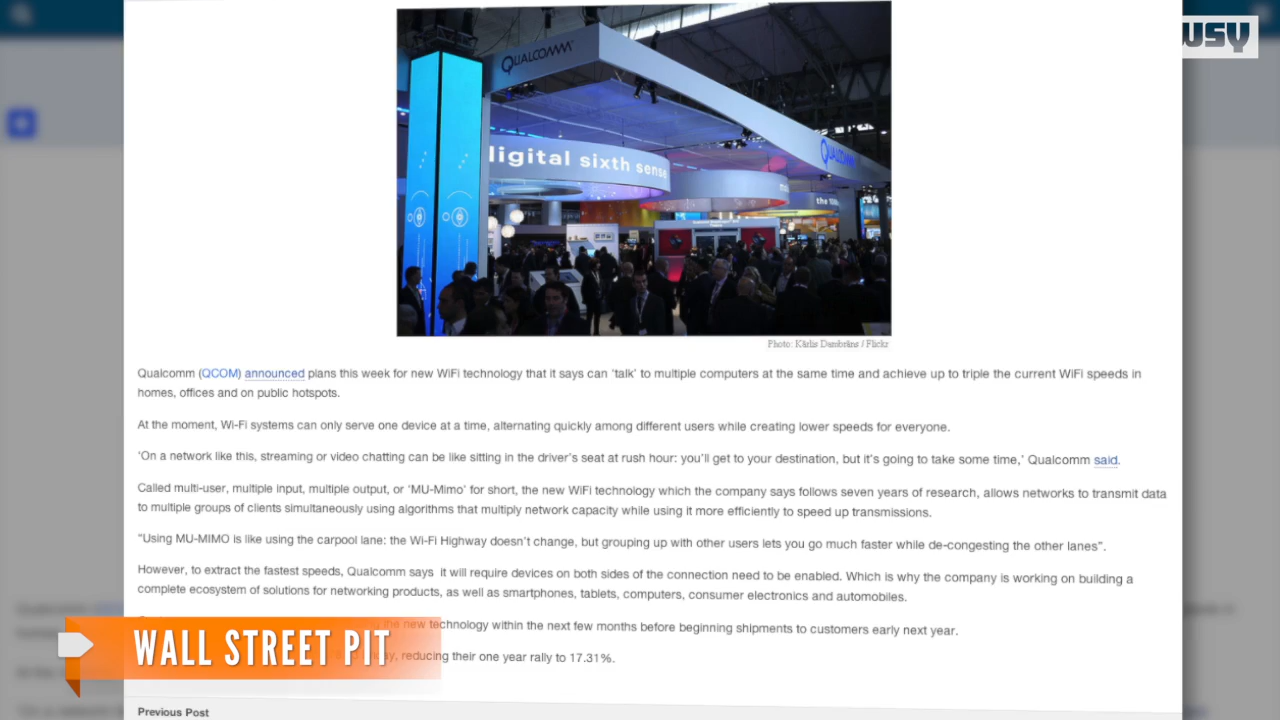 USY
QUALCOMM
QUALCOMM
digital sixth sense
the
Photo: Kārlis Dambrāns / Flickr
Qualcomm (QCOM) announced plans this week for new WiFi technology that it says can 'talk' to multiple computers at the same time and achieve up to triple the current WiFi speeds in
homes, offices and on public hotspots.
At the moment, Wi-Fi systems can only serve one device at a time, alternating quickly among different users while creating lower speeds for everyone.
'On a network like this, streaming or video chatting can be like sitting in the driver's seat at rush hour: you'll get to your destination, but it's going to take some time,' Qualcomm said.
Called multi-user, multiple input, multiple output, or 'MU-Mimo' for short, the new WiFi technology which the company says follows seven years of research, allows networks to transmit data
to multiple groups of clients simultaneously using algorithms that multiply network capacity while using it more efficiently to speed up transmissions.
"Using MU-MIMO is like using the carpool lane: the Wi-Fi Highway doesn't change, but grouping up with other users lets you go much faster while de-congesting the other lanes".
However, to extract the fastest speeds, Qualcomm says it will require devices on both sides of the connection need to be enabled. Which is why the company is working on building a
complete ecosystem of solutions for networking products, as well as smartphones, tablets, computers, consumer electronics and automobiles.
the new technology within the next few months before beginning shipments to customers early next year.
reducing their one year rally to 17.31%.
WALL STREET PIT
Previous Post